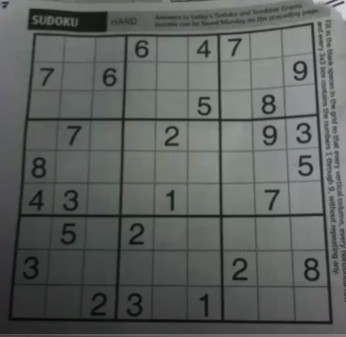 SUDOKU HARD Answers to today's Sudoku and Scramble Grams puzzles can be found Monday on the preceding page.
6 4 7
7 6 9
5 8
7 2 9 3
8 5
4 3 1 7
5 2
3 2 8
2 3 1
Fill in the blank spaces in the grid so that every vertical column, every horizontal
and every 3x3 box contains the numbers 1 through 9, without repeating any.